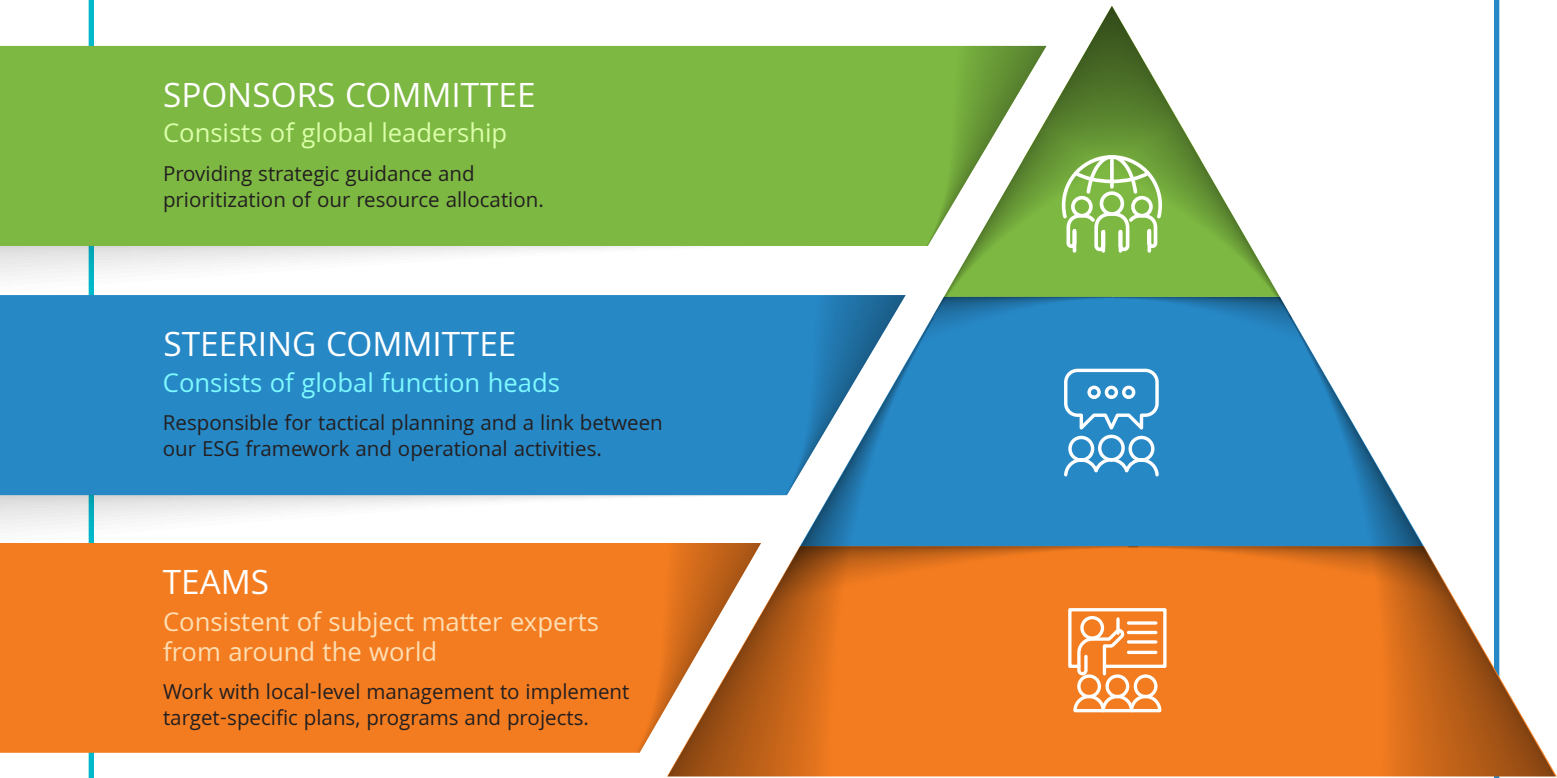 SPONSORS COMMITTEE
Consists of global leadership
Providing strategic guidance and
prioritization of our resource allocation.
STEERING COMMITTEE
Consists of global function heads
Responsible for tactical planning and a link between
our ESG framework and operational activities.
TEAMS
Consistent of subject matter experts
from around the world
Work with local-level management to implement
target-specific plans, programs and projects.